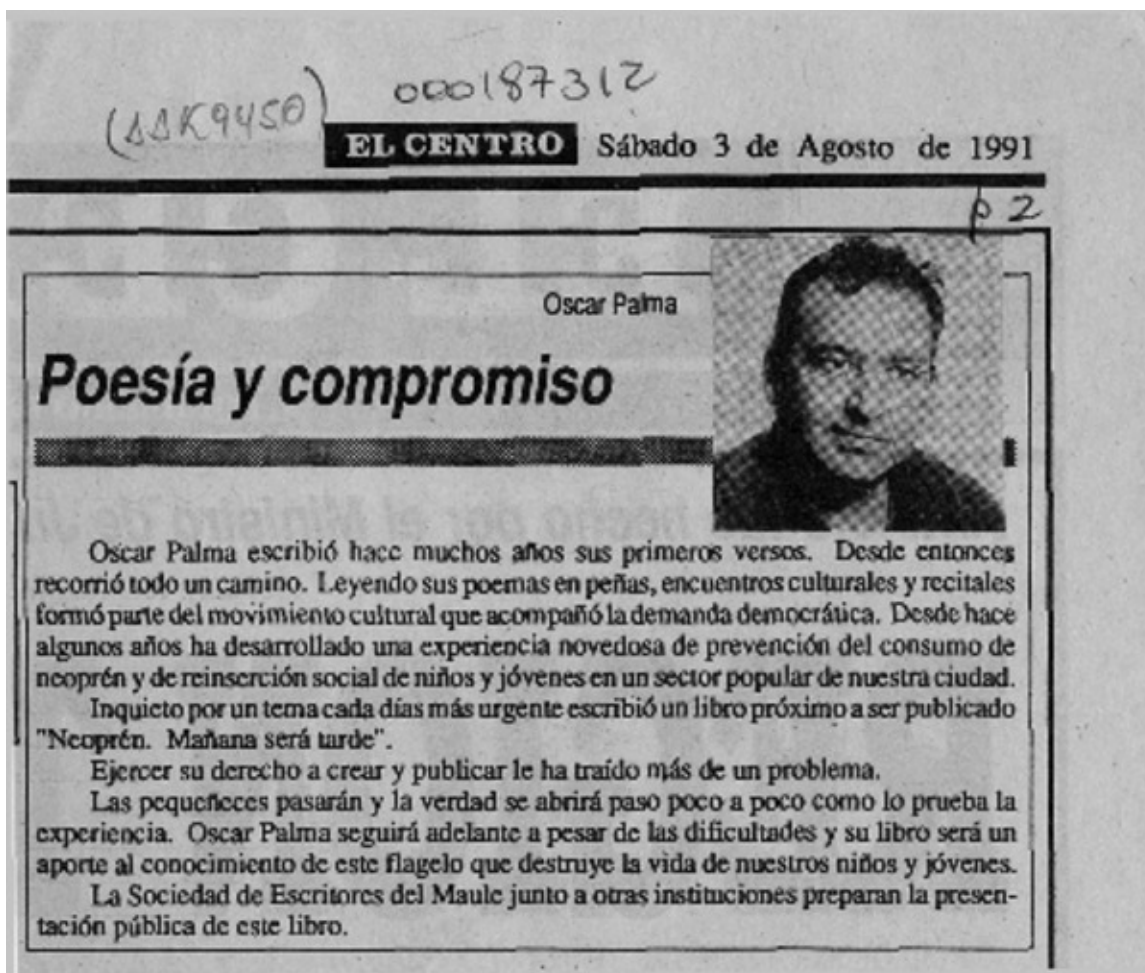 (AAK9450) 000187312
EL CENTRO Sábado 3 de Agosto de 1991
p 2
Oscar Palma
Poesía y compromiso
hecho por el Ministro de
Oscar Palma escribió hace muchos años sus primeros versos. Desde entonces
recorrió todo un camino. Leyendo sus poemas en peñas, encuentros culturales y recitales
formó parte del movimiento cultural que acompañó la demanda democrática. Desde hace
algunos años ha desarrollado una experiencia novedosa de prevención del consumo de
neoprén y de reinserción social de niños y jóvenes en un sector popular de nuestra ciudad.
Inquieto por un tema cada días más urgente escribió un libro próximo a ser publicado
"Neoprén. Mañana será tarde".
Ejercer su derecho a crear y publicar le ha traído más de un problema.
Las pequeñeces pasarán y la verdad se abrirá paso poco a poco como lo prueba la
experiencia. Oscar Palma seguirá adelante a pesar de las dificultades y su libro será un
aporte al conocimiento de este flagelo que destruye la vida de nuestros niños y jóvenes.
La Sociedad de Escritores del Maule junto a otras instituciones preparan la presen-
tación pública de este libro.